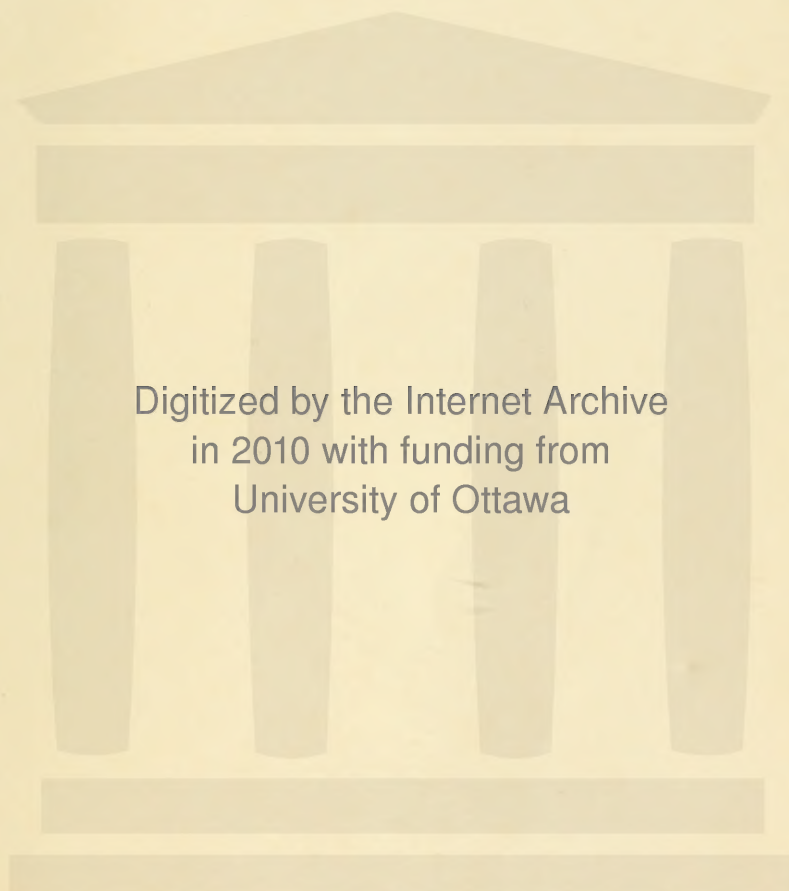 Digitized by the Internet Archive
in 2010 with funding from
University of Ottawa